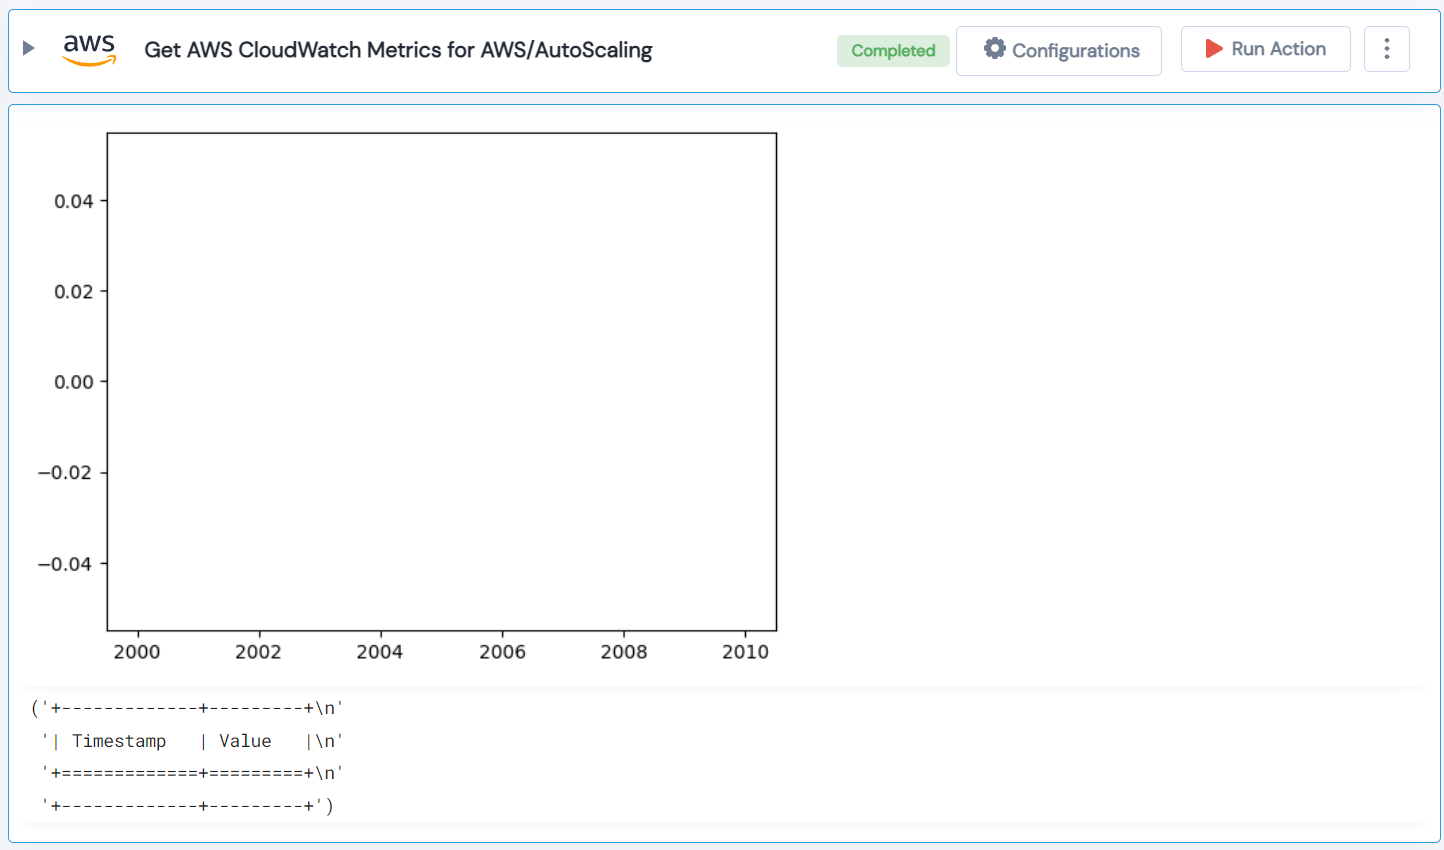 aws Get AWS CloudWatch Metrics for AWS/AutoScaling Completed Configurations Run Action
0.04
0.02
0.00
−0.02
−0.04
2000 2002 2004 2006 2008 2010
('+-------------+---------+\n'
'| Timestamp   | Value   |\n'
'+=============+=========+\n'
'+-------------+---------+')